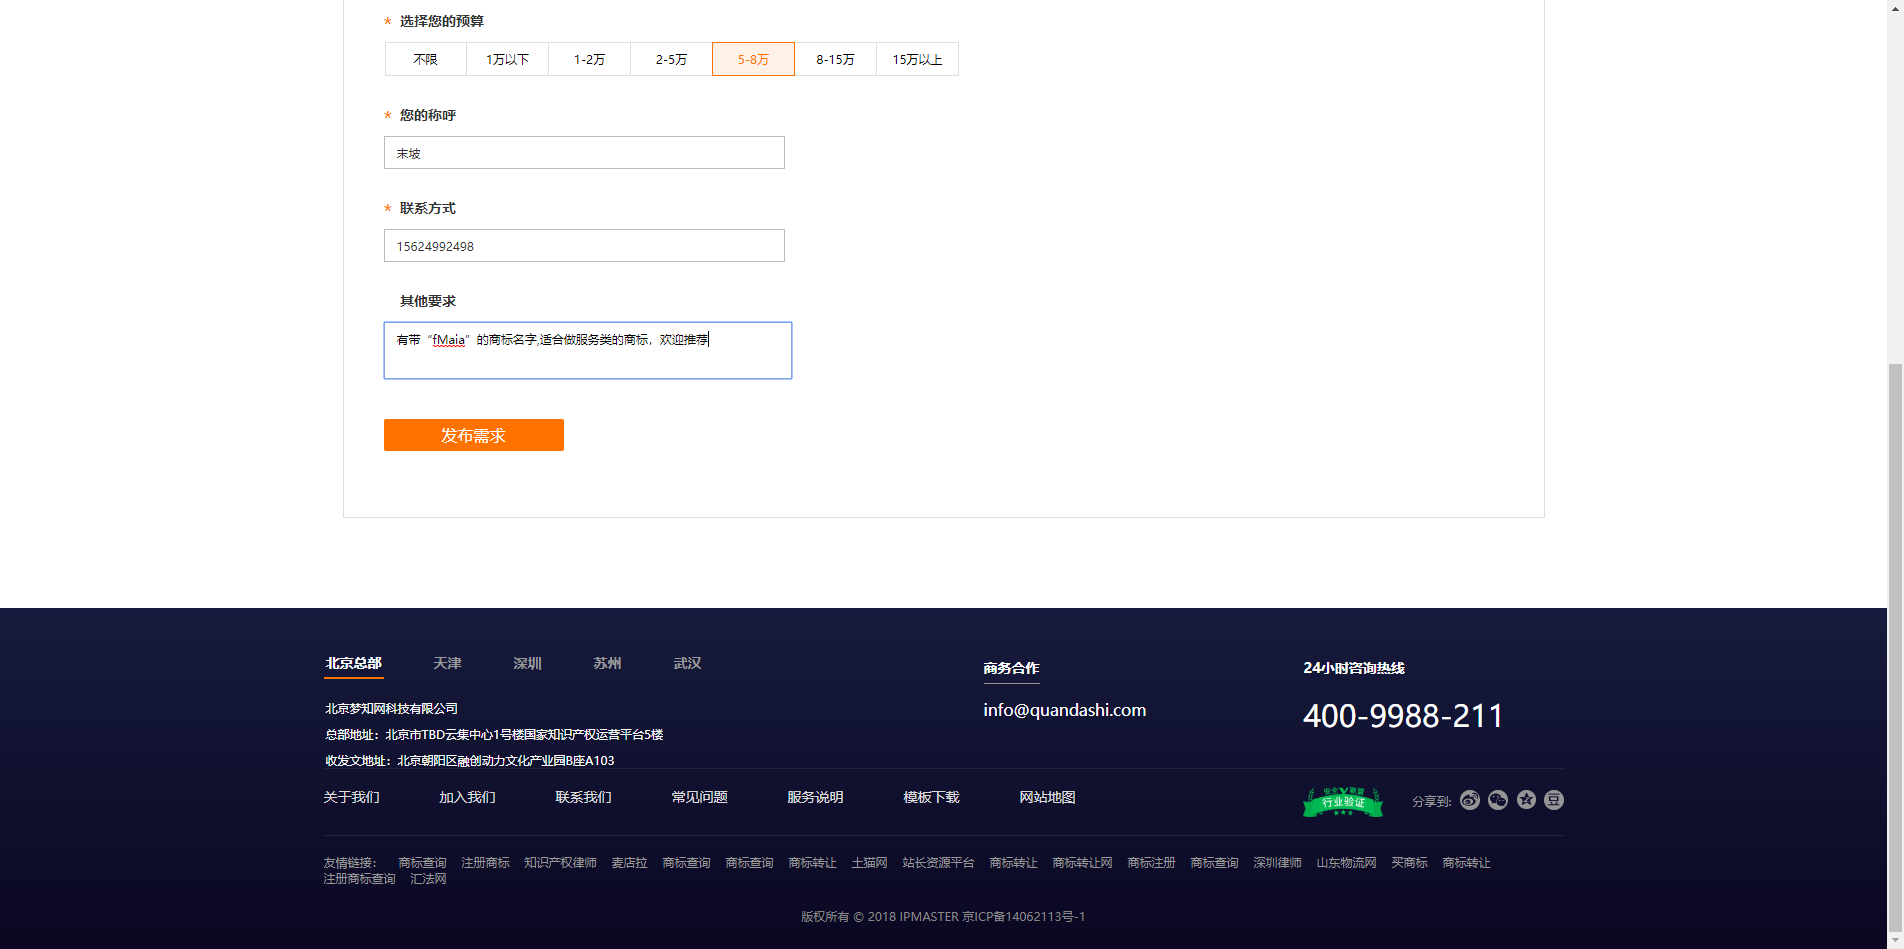 * 选择您的预算
不限 1万以下 1-2万 2-5万 5-8万 8-15万 15万以上
* 您的称呼
末坡
* 联系方式
15624992498
其他要求
有带“fMaia”的商标名字,适合做服务类的商标，欢迎推荐
发布需求
北京总部 天津 深圳 苏州 武汉
北京梦知网科技有限公司
总部地址：北京市TBD云集中心1号楼国家知识产权运营平台5楼
收发文地址：北京朝阳区融创动力文化产业园B座A103
商务合作
info@quandashi.com
24小时咨询热线
400-9988-211
关于我们 加入我们 联系我们 常见问题 服务说明 模板下载 网站地图
安全 联盟
行业验证
分享到: 豆
友情链接： 商标查询 注册商标 知识产权律师 麦店拉 商标查询 商标查询 商标转让 土猫网 站长资源平台 商标转让 商标转让网 商标注册 商标查询 深圳律师 山东物流网 买商标 商标转让
注册商标查询 汇法网
版权所有 © 2018 IPMASTER 京ICP备14062113号-1